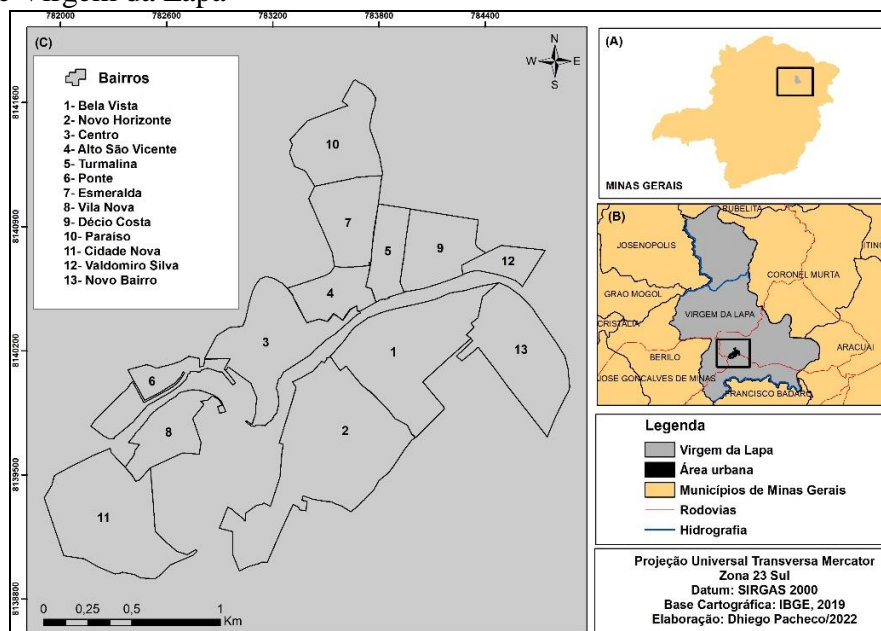 Virgem da Lapa
782000 782600 783200 783800 784400
(C)
N
W E
S
Bairros
1- Bela Vista
2- Novo Horizonte
3- Centro
4- Alto São Vicente
5- Turmalina
6- Ponte
7- Esmeralda
8- Vila Nova
9- Décio Costa
10- Paraíso
11- Cidade Nova
12- Valdomiro Silva
13- Novo Bairro
8141600
8140900
8140200
8139500
8138800
10
7
5
9
12
4
3
1
13
6
8
2
11
0 0,25 0,5 1
Km
(A)
MINAS GERAIS
(B)
RUBELITA
JOSENOPOLIS
ITING
CORONEL MURTA
GRAO MOGOL
VIRGEM DA LAPA
CRISTALIA
ARACUAI
BERILO
JOSE GONCALVES DE MINAS
FRANCISCO BADARO
Legenda
Virgem da Lapa
Área urbana
Municípios de Minas Gerais
Rodovias
Hidrografia
Projeção Universal Transversa Mercator
Zona 23 Sul
Datum: SIRGAS 2000
Base Cartográfica: IBGE, 2019
Elaboração: Dhiego Pacheco/2022